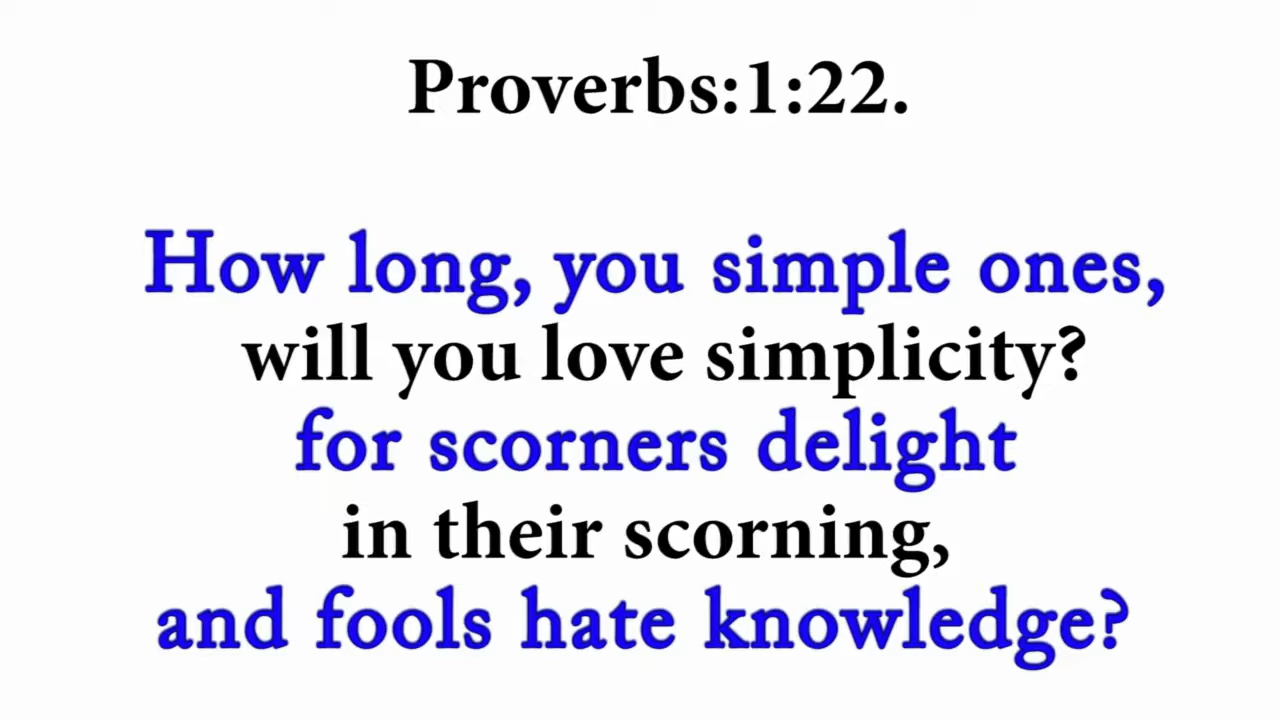 Proverbs:1:22.
How long, you simple ones,
will you love simplicity?
for scorners delight
in their scorning,
and fools hate knowledge?